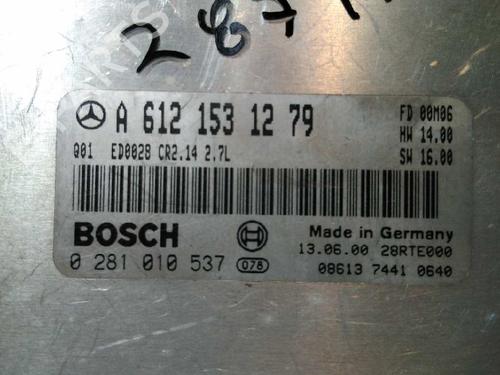 A 612 153 12 79
FD 00M06
HW 14.00
Q01 ED0028 CR2.14 2.7L
SW 16.00
BOSCH
Made in Germany
13.06.00 28RTE000
0 281 010 537 078
08613 7441 0640